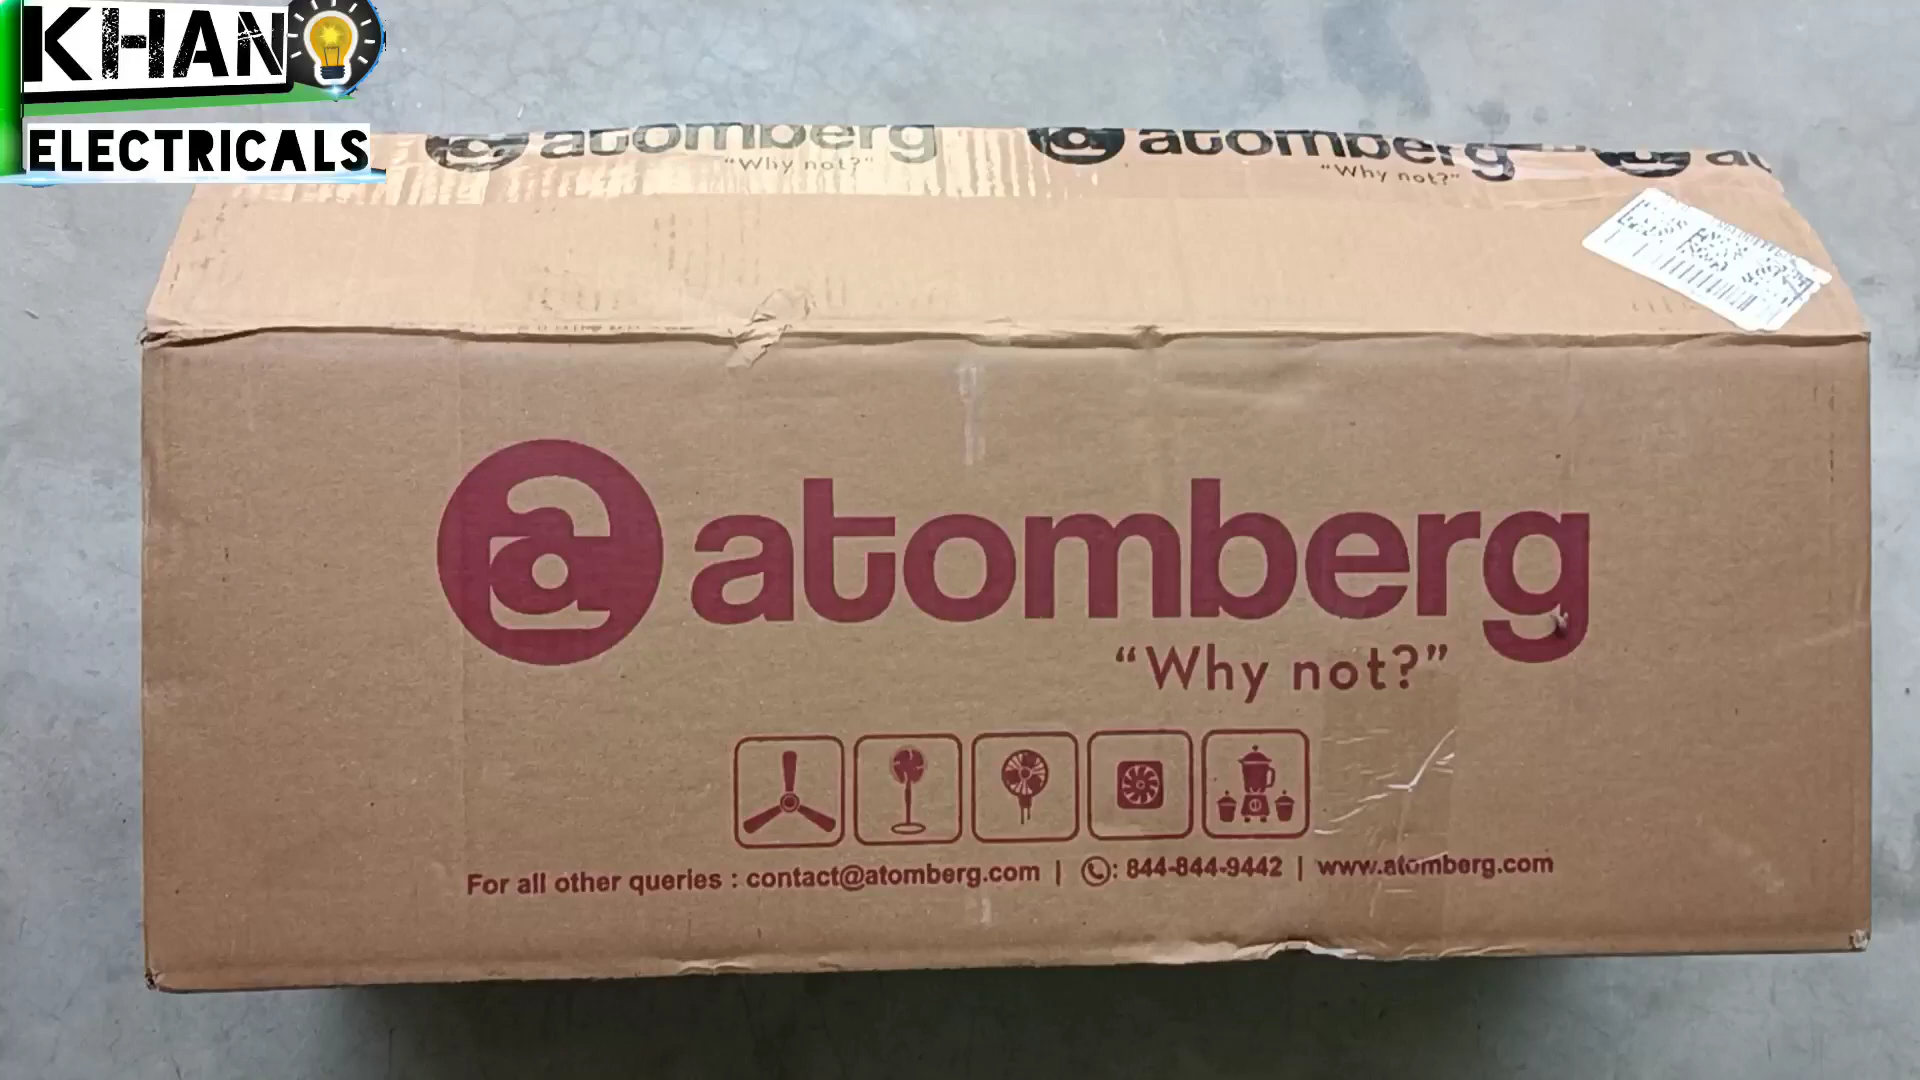 KHAN
ELECTRICALS
atomberg atomberg
"Why not?" "Why not?"
atomberg
“Why not?”
For all other queries : contact@atomberg.com | : 844-844-9442 | www.atomberg.com